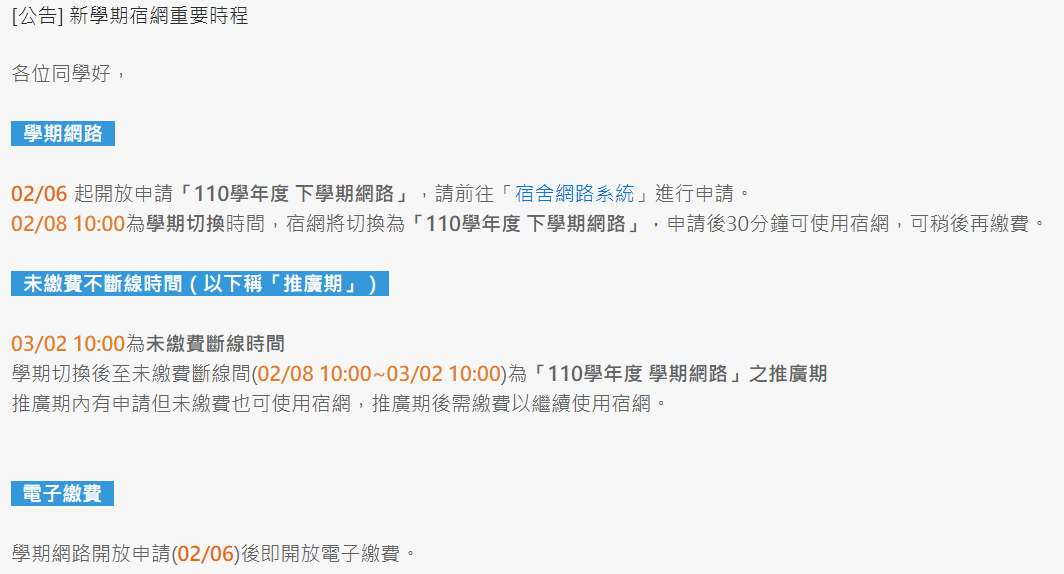 [公告] 新學期宿網重要時程
各位同學好，
學期網路
02/06 起開放申請「110學年度 下學期網路」，請前往「宿舍網路系統」進行申請。
02/08 10:00為學期切換時間，宿網將切換為「110學年度 下學期網路」，申請後30分鐘可使用宿網，可稍後再繳費。
未繳費不斷線時間 ( 以下稱「推廣期」 )
03/02 10:00為未繳費斷線時間
學期切換後至未繳費斷線間(02/08 10:00~03/02 10:00)為「110學年度 學期網路」之推廣期
推廣期內有申請但未繳費也可使用宿網，推廣期後需繳費以繼續使用宿網。
電子繳費
學期網路開放申請(02/06)後即開放電子繳費。